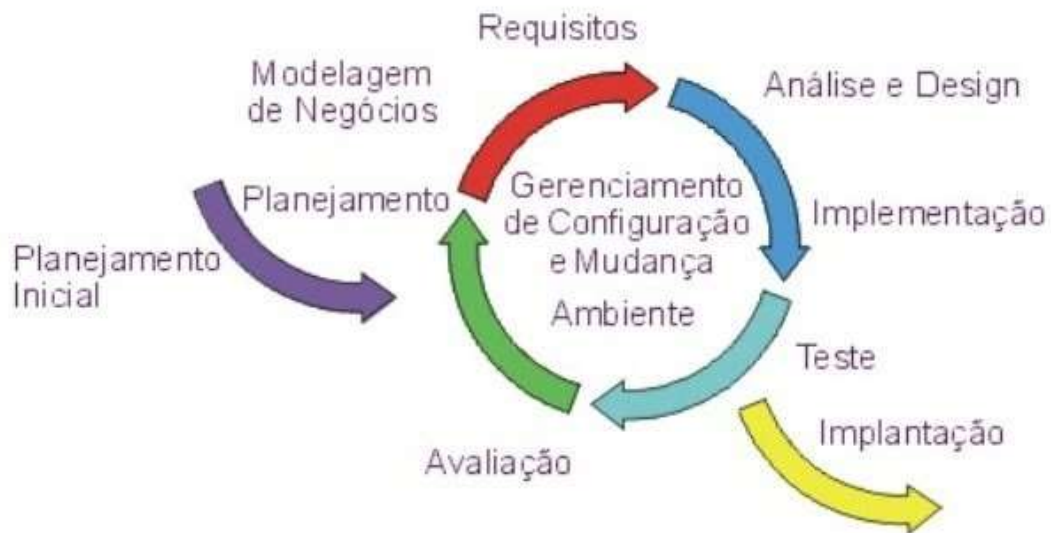 Requisitos
Modelagem
de Negócios
Análise e Design
Planejamento
Gerenciamento
de Configuração
e Mudança
Implementação
Planejamento
Inicial
Ambiente
Teste
Implantação
Avaliação